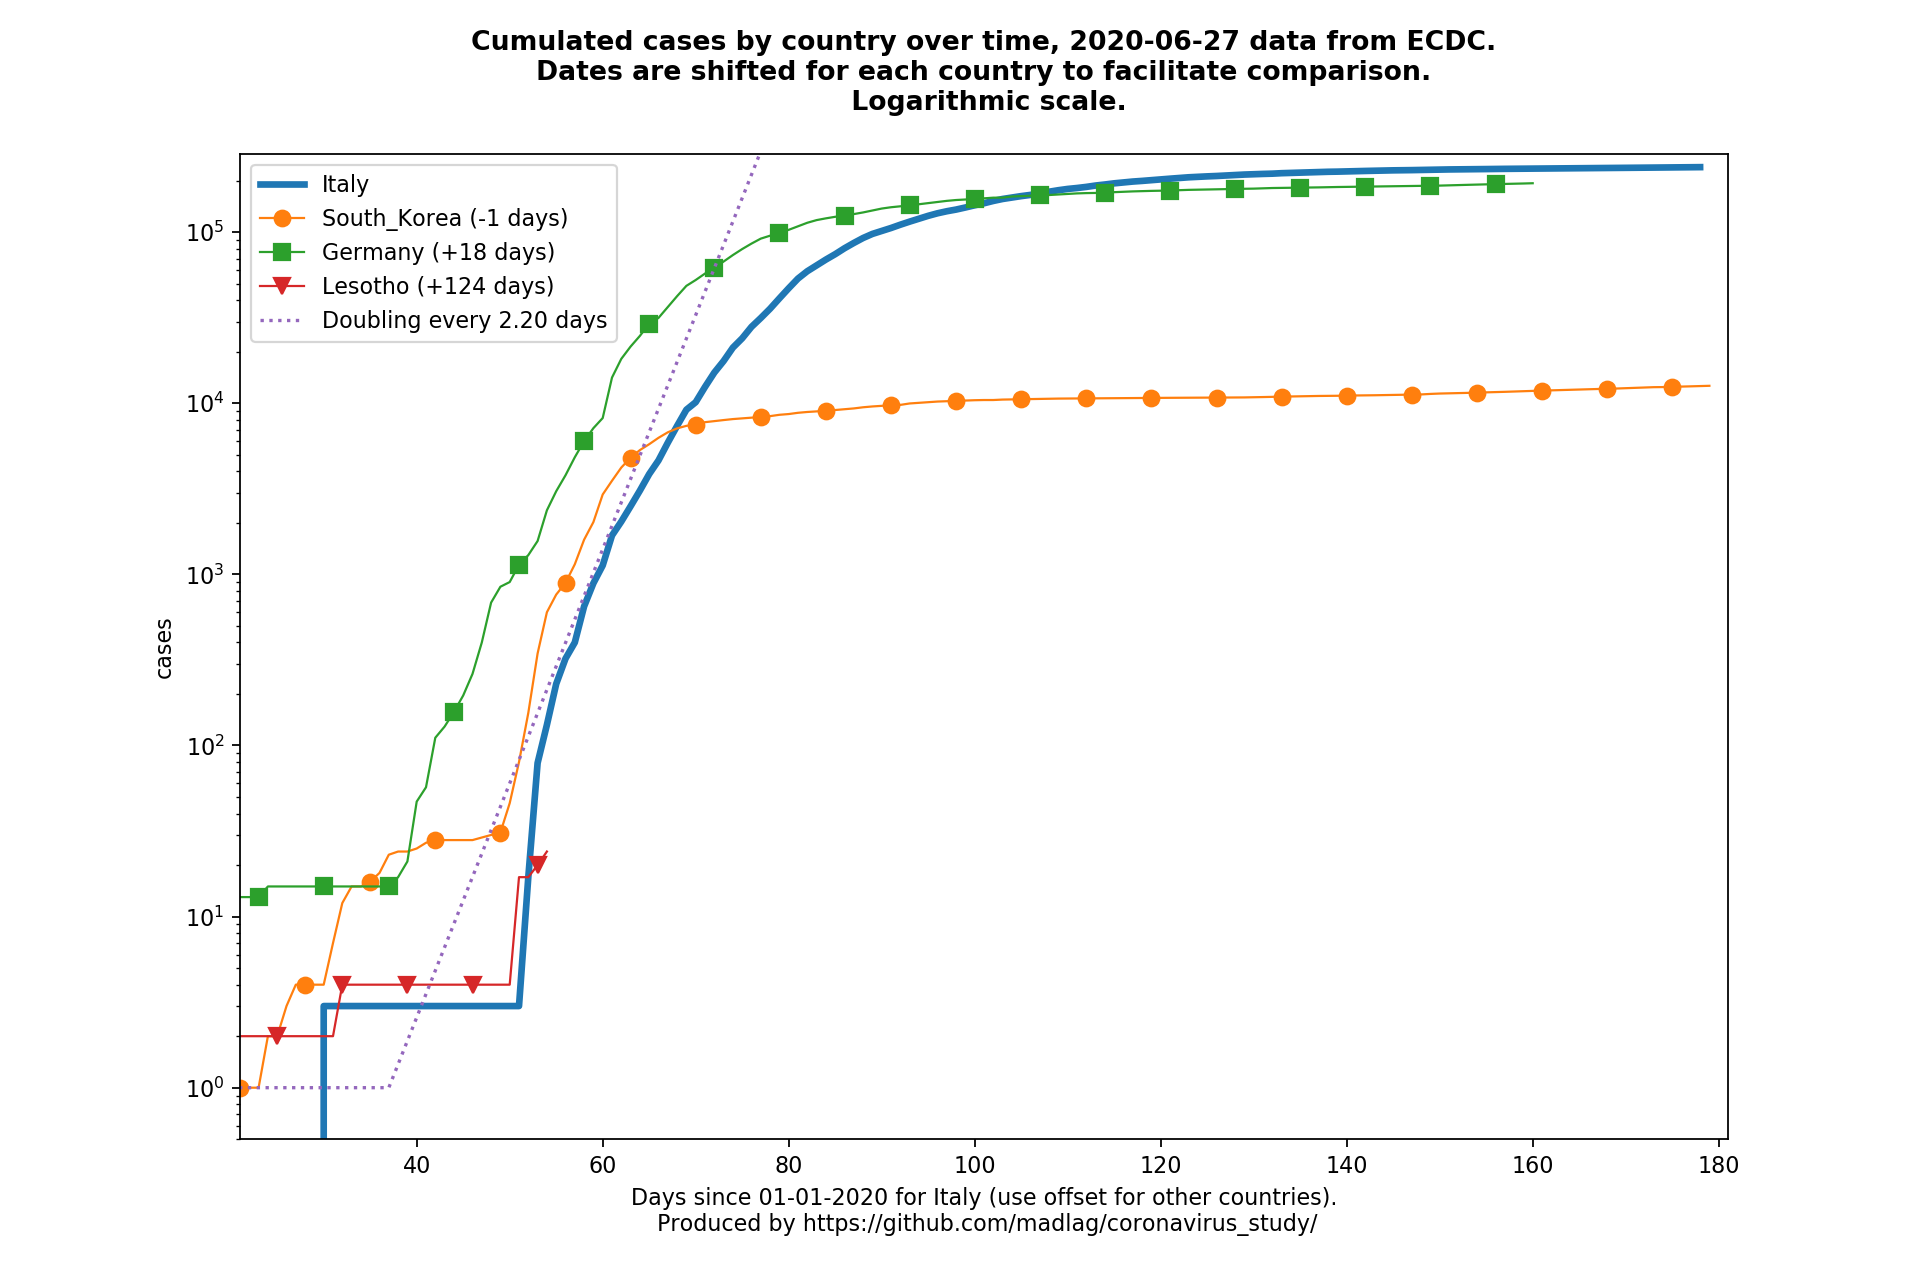 Cumulated cases by country over time, 2020-06-27 data from ECDC.
Dates are shifted for each country to facilitate comparison.
Logarithmic scale.
Italy
South_Korea (-1 days)
Germany (+18 days)
Lesotho (+124 days)
Doubling every 2.20 days
10^5
10^4
10^3
10^2
10^1
10^0
cases
40 60 80 100 120 140 160 180
Days since 01-01-2020 for Italy (use offset for other countries).
Produced by https://github.com/madlag/coronavirus_study/